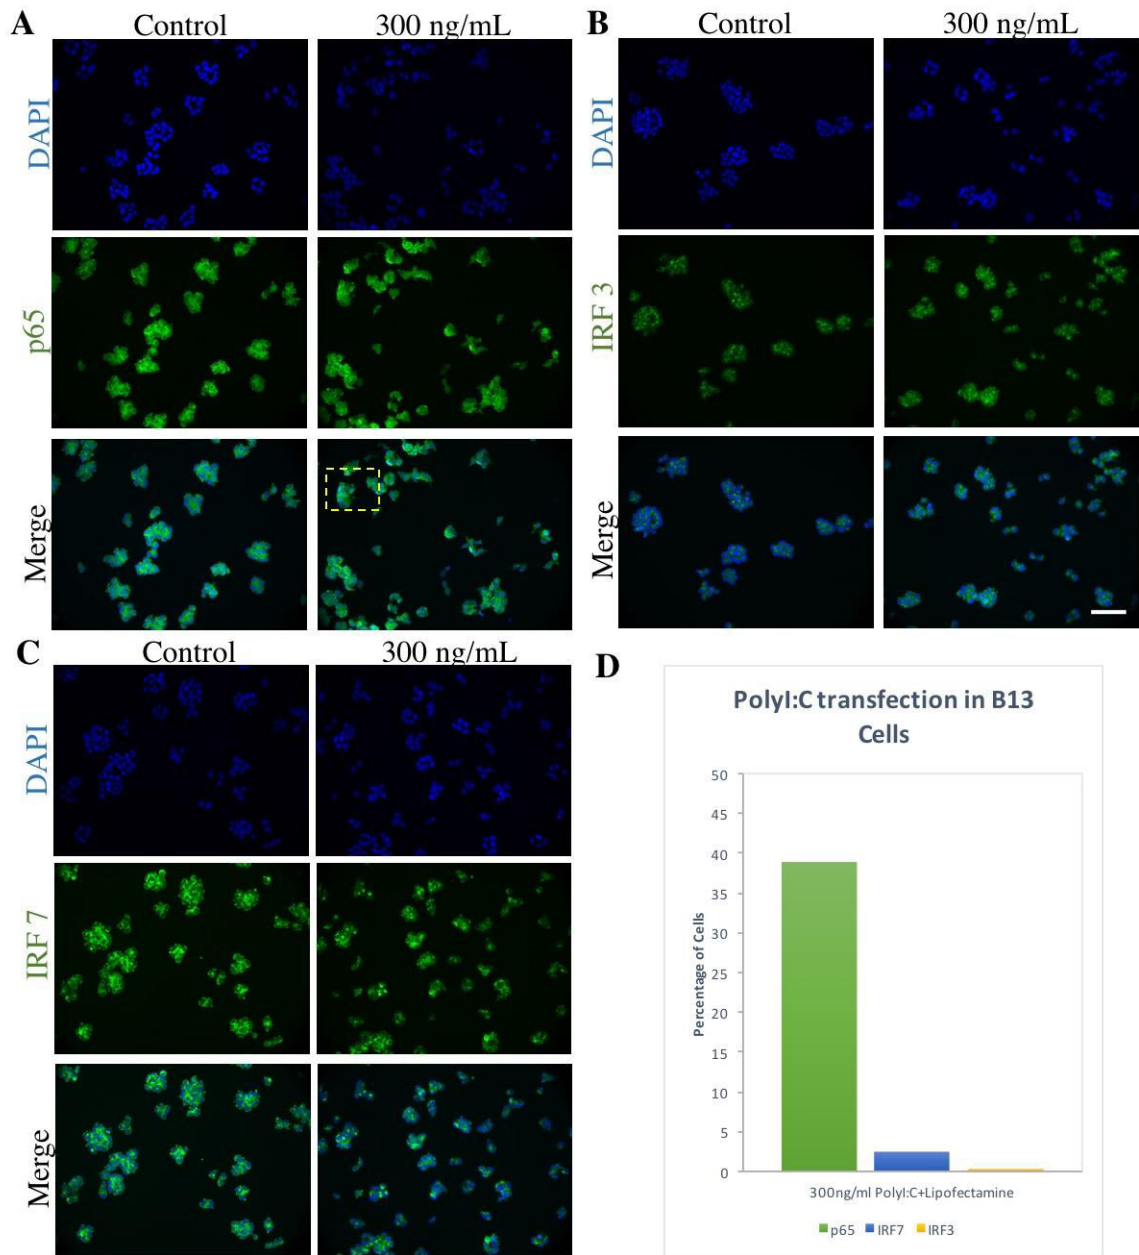 A
Control
300 ng/mL
DAPI
p65
Merge
B
Control
300 ng/mL
DAPI
IRF 3
Merge
C
Control
300 ng/mL
DAPI
IRF 7
Merge
D
PolyI:C transfection in B13
Cells
Percentage of Cells
50
45
40
35
30
25
20
15
10
5
0
300ng/ml PolyI:C+Lipofectamine
p65 IRF7 IRF3